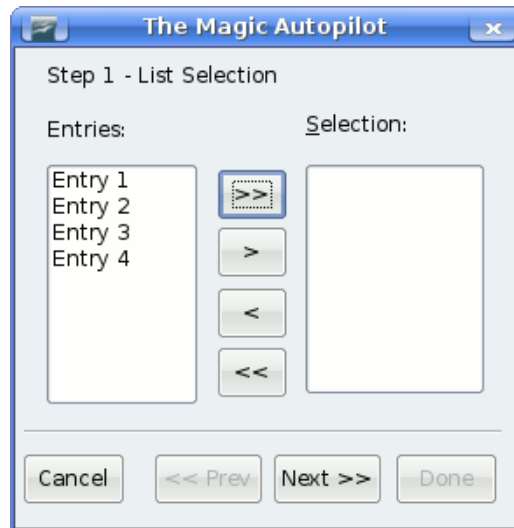 The Magic Autopilot
Step 1 - List Selection
Entries:
Selection:
Entry 1
Entry 2
Entry 3
Entry 4
>>
>
<
<<
Cancel
<< Prev
Next >>
Done